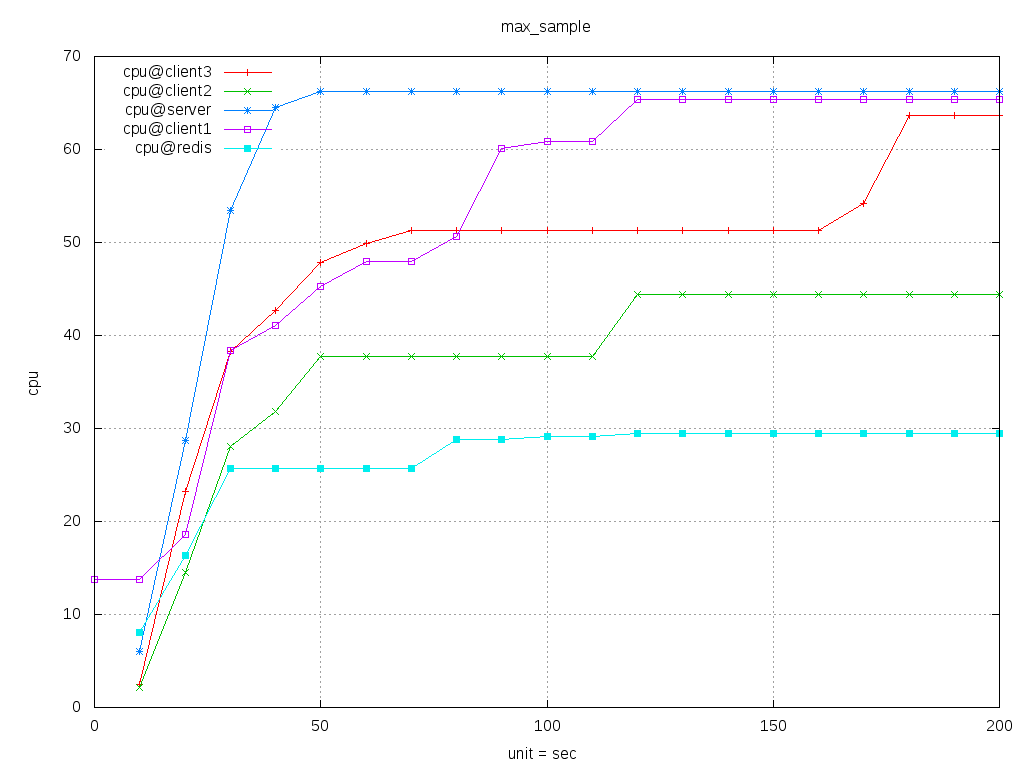 max_sample
70
60
50
40
30
20
10
0
cpu
cpu@client3
cpu@client2
cpu@server
cpu@client1
cpu@redis
0 50 100 150 200
unit = sec